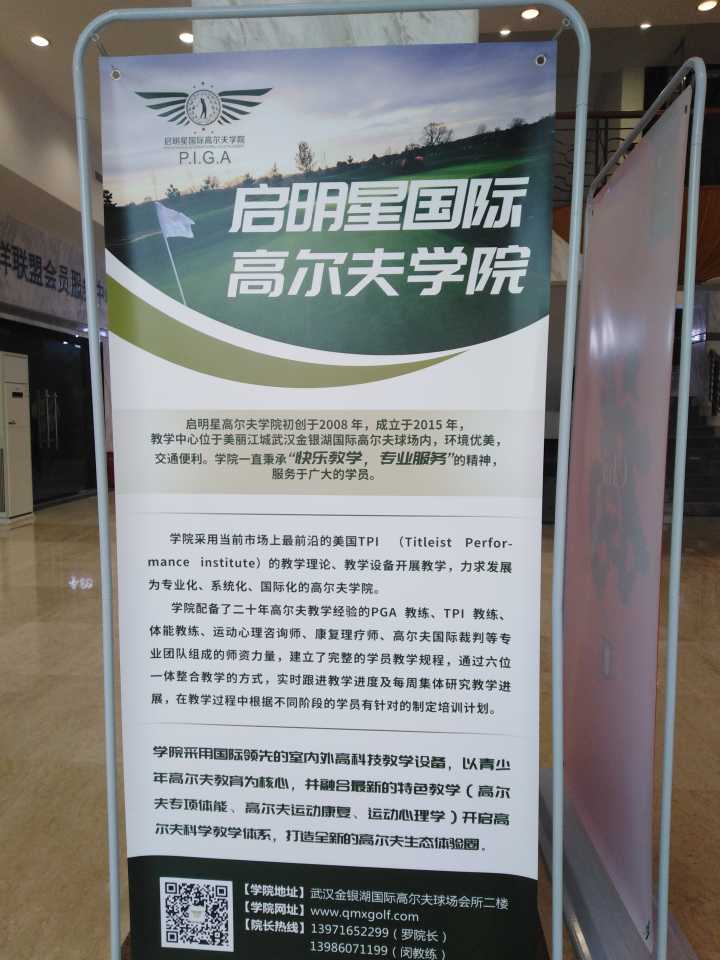 启明星国际高尔夫学院
P.I.G.A
启明星国际
高尔夫学院
洋联盟会员服务中心
启明星高尔夫学院初创于2008 年，成立于2015 年，
教学中心位于美丽江城武汉金银湖国际高尔夫球场内，环境优美，
交通便利。学院一直秉承“快乐教学，专业服务”的精神，
服务于广大的学员。
学院采用当前市场上最前沿的美国TPI （Titleist Perfor-
mance institute）的教学理论、教学设备开展教学，力求发展
为专业化、系统化、国际化的高尔夫学院。
学院配备了二十年高尔夫教学经验的PGA 教练、TPI 教练、
体能教练、运动心理咨询师、康复理疗师、高尔夫国际裁判等专
业团队组成的师资力量，建立了完整的学员教学规程，通过六位
一体整合教学的方式，实时跟进教学进度及每周集体研究教学进
展，在教学过程中根据不同阶段的学员有针对的制定培训计划。
学院采用国际领先的室内外高科技教学设备，以青少
年高尔夫教育为核心，并融合最新的特色教学（高尔
夫专项体能、高尔夫运动康复、运动心理学）开启高
尔夫科学教学体系，打造全新的高尔夫生态体验圈。
【学院地址】武汉金银湖国际高尔夫球场会所二楼
【学院网址】www.qmxgolf.com
【院长热线】13971652299（罗院长）
13986071199（闵教练）